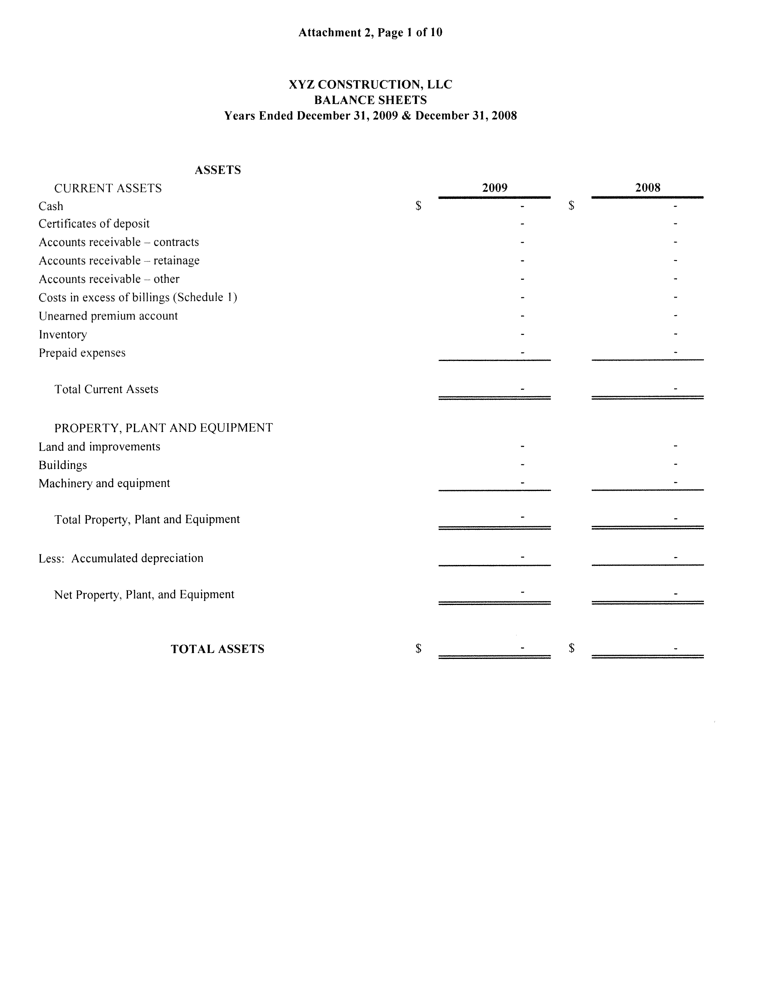 Attachment 2, Page 1 of 10
XYZ CONSTRUCTION, LLC
BALANCE SHEETS
Years Ended December 31, 2009 & December 31, 2008
ASSETS
CURRENT ASSETS 2009 2008
Cash $ - $ -
Certificates of deposit - -
Accounts receivable – contracts - -
Accounts receivable – retainage - -
Accounts receivable – other - -
Costs in excess of billings (Schedule 1) - -
Unearned premium account - -
Inventory - -
Prepaid expenses - -
Total Current Assets - -
PROPERTY, PLANT AND EQUIPMENT
Land and improvements - -
Buildings - -
Machinery and equipment - -
Total Property, Plant and Equipment - -
Less: Accumulated depreciation - -
Net Property, Plant, and Equipment - -
TOTAL ASSETS $ - $ -